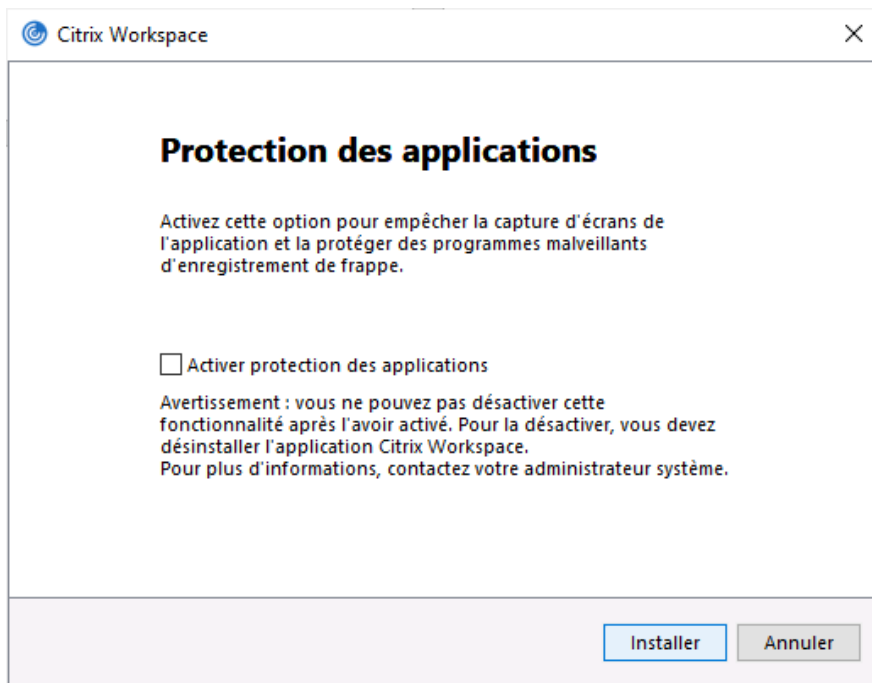 Citrix Workspace
Protection des applications
Activez cette option pour empêcher la capture d'écrans de
l'application et la protéger des programmes malveillants
d'enregistrement de frappe.
Activer protection des applications
Avertissement : vous ne pouvez pas désactiver cette
fonctionnalité après l'avoir activé. Pour la désactiver, vous devez
désinstaller l'application Citrix Workspace.
Pour plus d'informations, contactez votre administrateur système.
Installer
Annuler